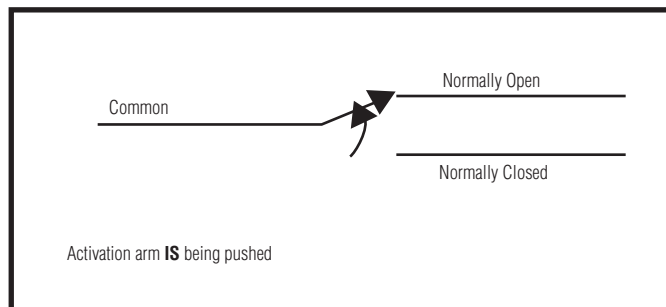 Normally Open
Common
Normally Closed
Activation arm IS being pushed